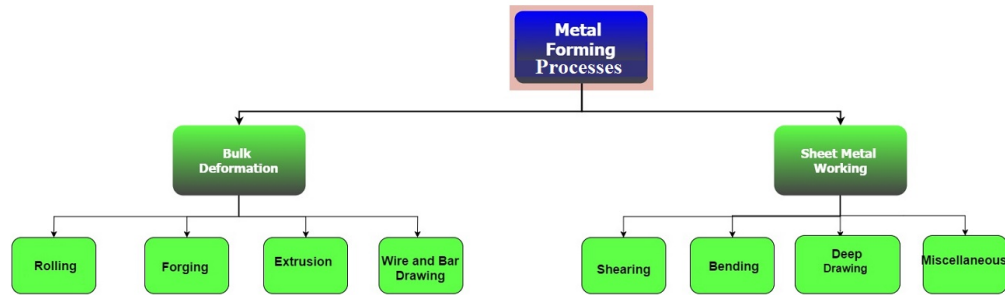 Metal
Forming
Processes
Bulk
Deformation
Sheet Metal
Working
Rolling
Forging
Extrusion
Wire and Bar
Drawing
Shearing
Bending
Deep
Drawing
Miscellaneous